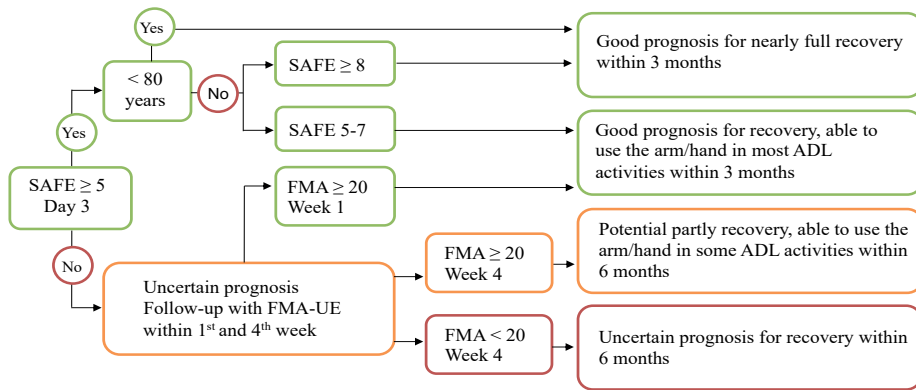 Yes
< 80
years
No
SAFE ≥ 8
SAFE 5-7
Good prognosis for nearly full recovery
within 3 months
Yes
SAFE ≥ 5
Day 3
No
FMA ≥ 20
Week 1
Good prognosis for recovery, able to
use the arm/hand in most ADL
activities within 3 months
Uncertain prognosis
Follow-up with FMA-UE
within 1st and 4th week
FMA ≥ 20
Week 4
Potential partly recovery, able to use the
arm/hand in some ADL activities within
6 months
FMA < 20
Week 4
Uncertain prognosis for recovery within
6 months